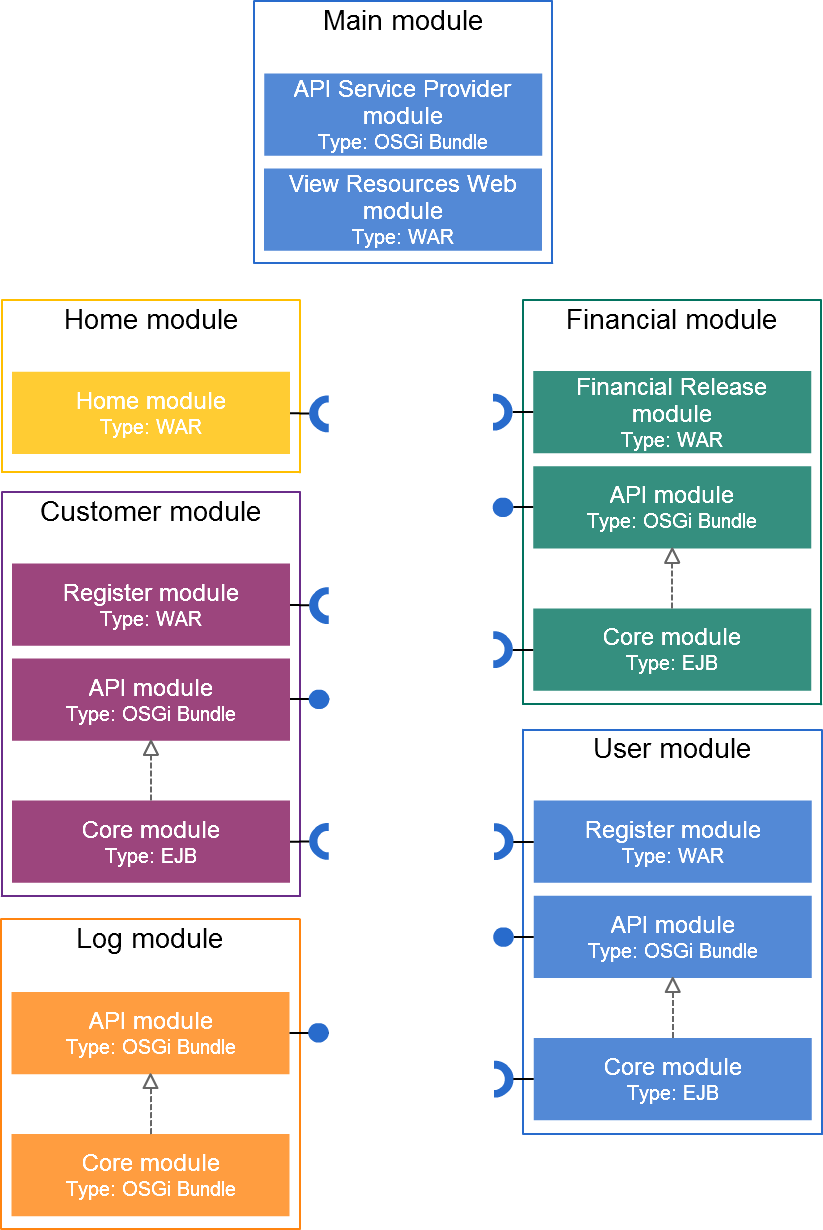 Main module
API Service Provider
module
Type: OSGi Bundle
View Resources Web
module
Type: WAR
Home module
Home module
Type: WAR
Customer module
Register module
Type: WAR
API module
Type: OSGi Bundle
Core module
Type: EJB
Log module
API module
Type: OSGi Bundle
Core module
Type: OSGi Bundle
Financial module
Financial Release
module
Type: WAR
API module
Type: OSGi Bundle
Core module
Type: EJB
User module
Register module
Type: WAR
API module
Type: OSGi Bundle
Core module
Type: EJB